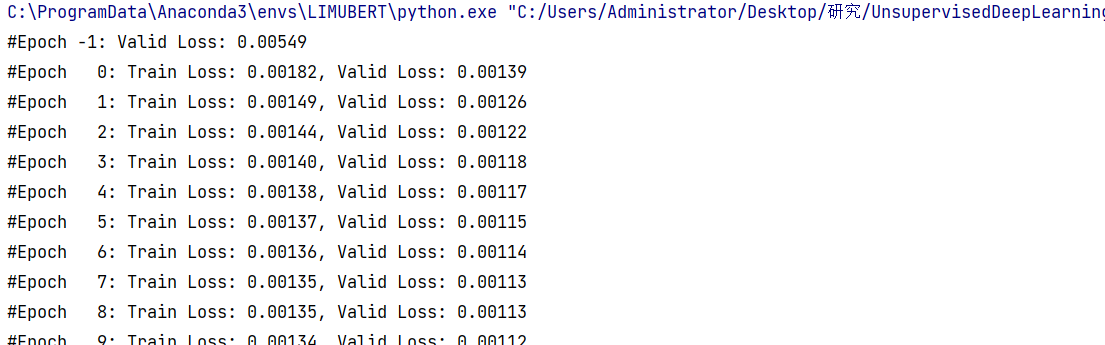 C:\ProgramData\Anaconda3\envs\LIMUBERT\python.exe "C:/Users/Administrator/Desktop/研究/UnsupervisedDeepLearning
#Epoch -1: Valid Loss: 0.00549
#Epoch   0: Train Loss: 0.00182, Valid Loss: 0.00139
#Epoch   1: Train Loss: 0.00149, Valid Loss: 0.00126
#Epoch   2: Train Loss: 0.00144, Valid Loss: 0.00122
#Epoch   3: Train Loss: 0.00140, Valid Loss: 0.00118
#Epoch   4: Train Loss: 0.00138, Valid Loss: 0.00117
#Epoch   5: Train Loss: 0.00137, Valid Loss: 0.00115
#Epoch   6: Train Loss: 0.00136, Valid Loss: 0.00114
#Epoch   7: Train Loss: 0.00135, Valid Loss: 0.00113
#Epoch   8: Train Loss: 0.00135, Valid Loss: 0.00113
#Epoch   9: Train Loss: 0.00134, Valid Loss: 0.00112